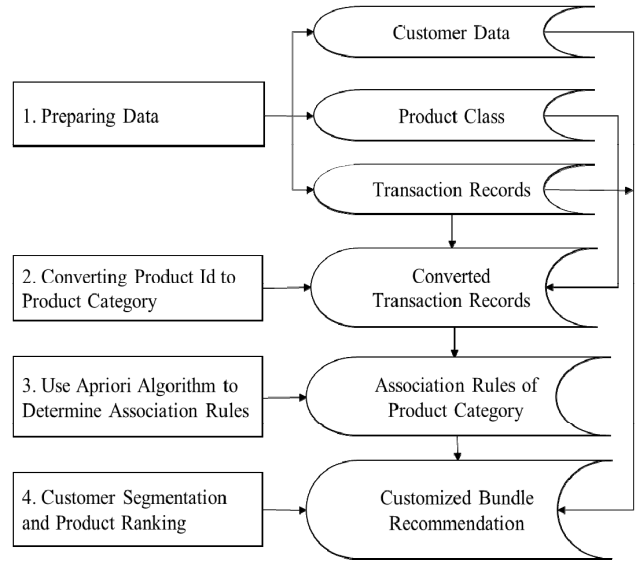 Customer Data
1. Preparing Data
Product Class
Transaction Records
2. Converting Product Id to
Product Category
Converted
Transaction Records
3. Use Apriori Algorithm to
Determine Association Rules
Association Rules of
Product Category
4. Customer Segmentation
and Product Ranking
Customized Bundle
Recommendation